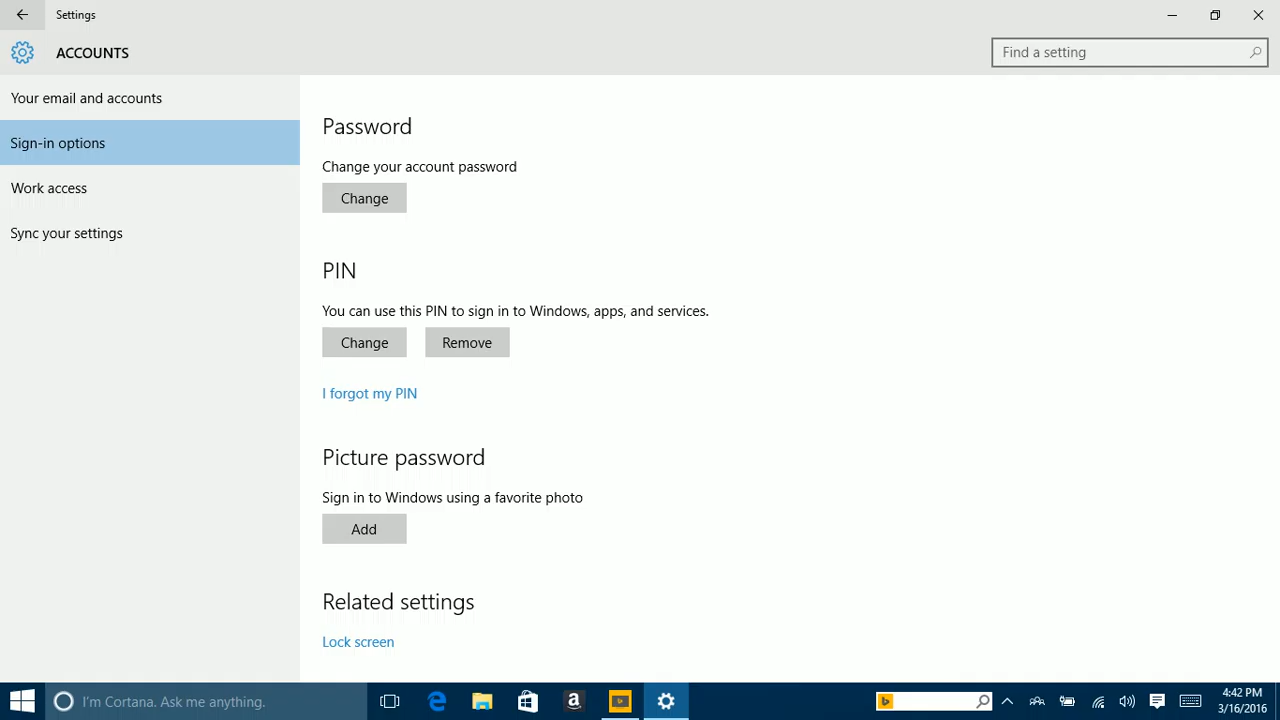 Settings
ACCOUNTS
Find a setting
Your email and accounts
Sign-in options
Work access
Sync your settings
Password
Change your account password
Change
PIN
You can use this PIN to sign in to Windows, apps, and services.
Change Remove
I forgot my PIN
Picture password
Sign in to Windows using a favorite photo
Add
Related settings
Lock screen
I'm Cortana. Ask me anything.
a
4:42 PM
3/16/2016